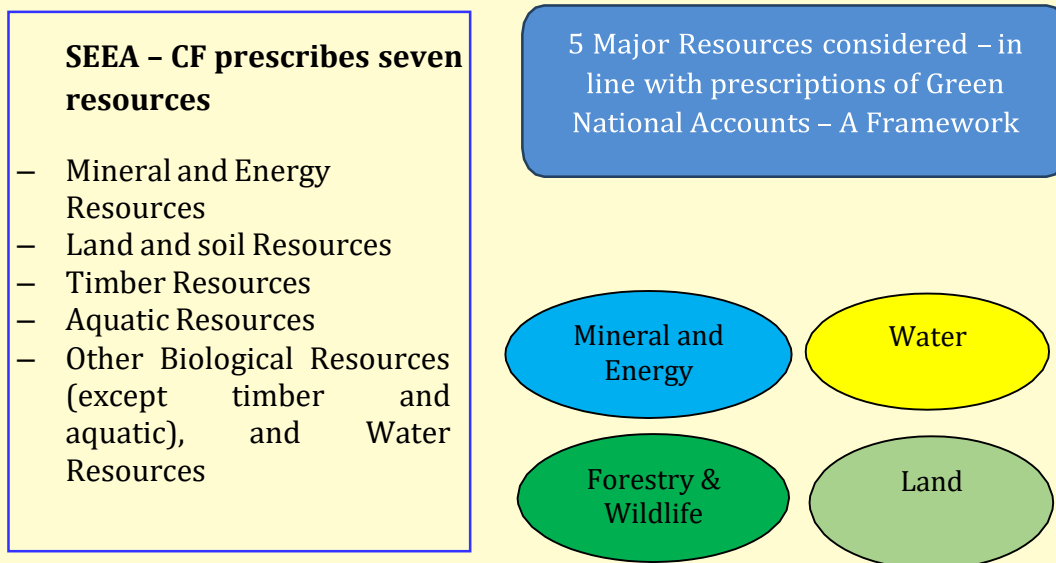 SEEA – CF prescribes seven
resources
– Mineral and Energy
Resources
– Land and soil Resources
– Timber Resources
– Aquatic Resources
– Other Biological Resources
(except timber and
aquatic), and Water
Resources
5 Major Resources considered – in
line with prescriptions of Green
National Accounts – A Framework
Mineral and
Energy
Water
Forestry &
Wildlife
Land